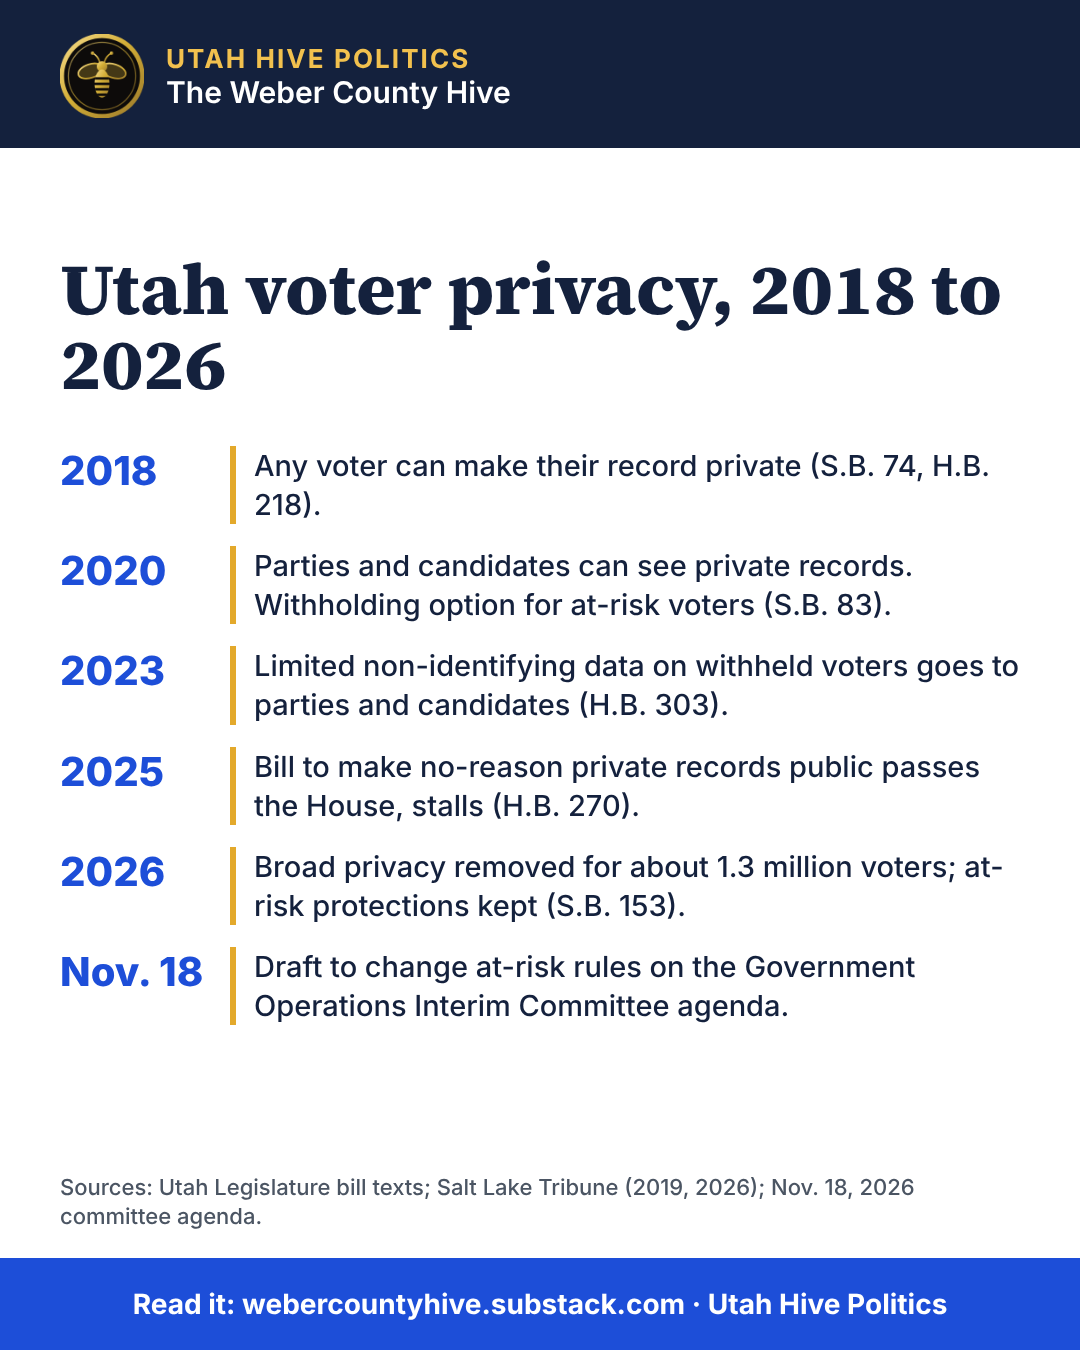 UTAH HIVE POLITICS
The Weber County Hive
Utah voter privacy, 2018 to
2026
2018
Any voter can make their record private (S.B. 74, H.B.
218).
2020
Parties and candidates can see private records.
Withholding option for at-risk voters (S.B. 83).
2023
Limited non-identifying data on withheld voters goes to
parties and candidates (H.B. 303).
2025
Bill to make no-reason private records public passes
the House, stalls (H.B. 270).
2026
Broad privacy removed for about 1.3 million voters; at-
risk protections kept (S.B. 153).
Nov. 18
Draft to change at-risk rules on the Government
Operations Interim Committee agenda.
Sources: Utah Legislature bill texts; Salt Lake Tribune (2019, 2026); Nov. 18, 2026
committee agenda.
Read it: webercountyhive.substack.com · Utah Hive Politics